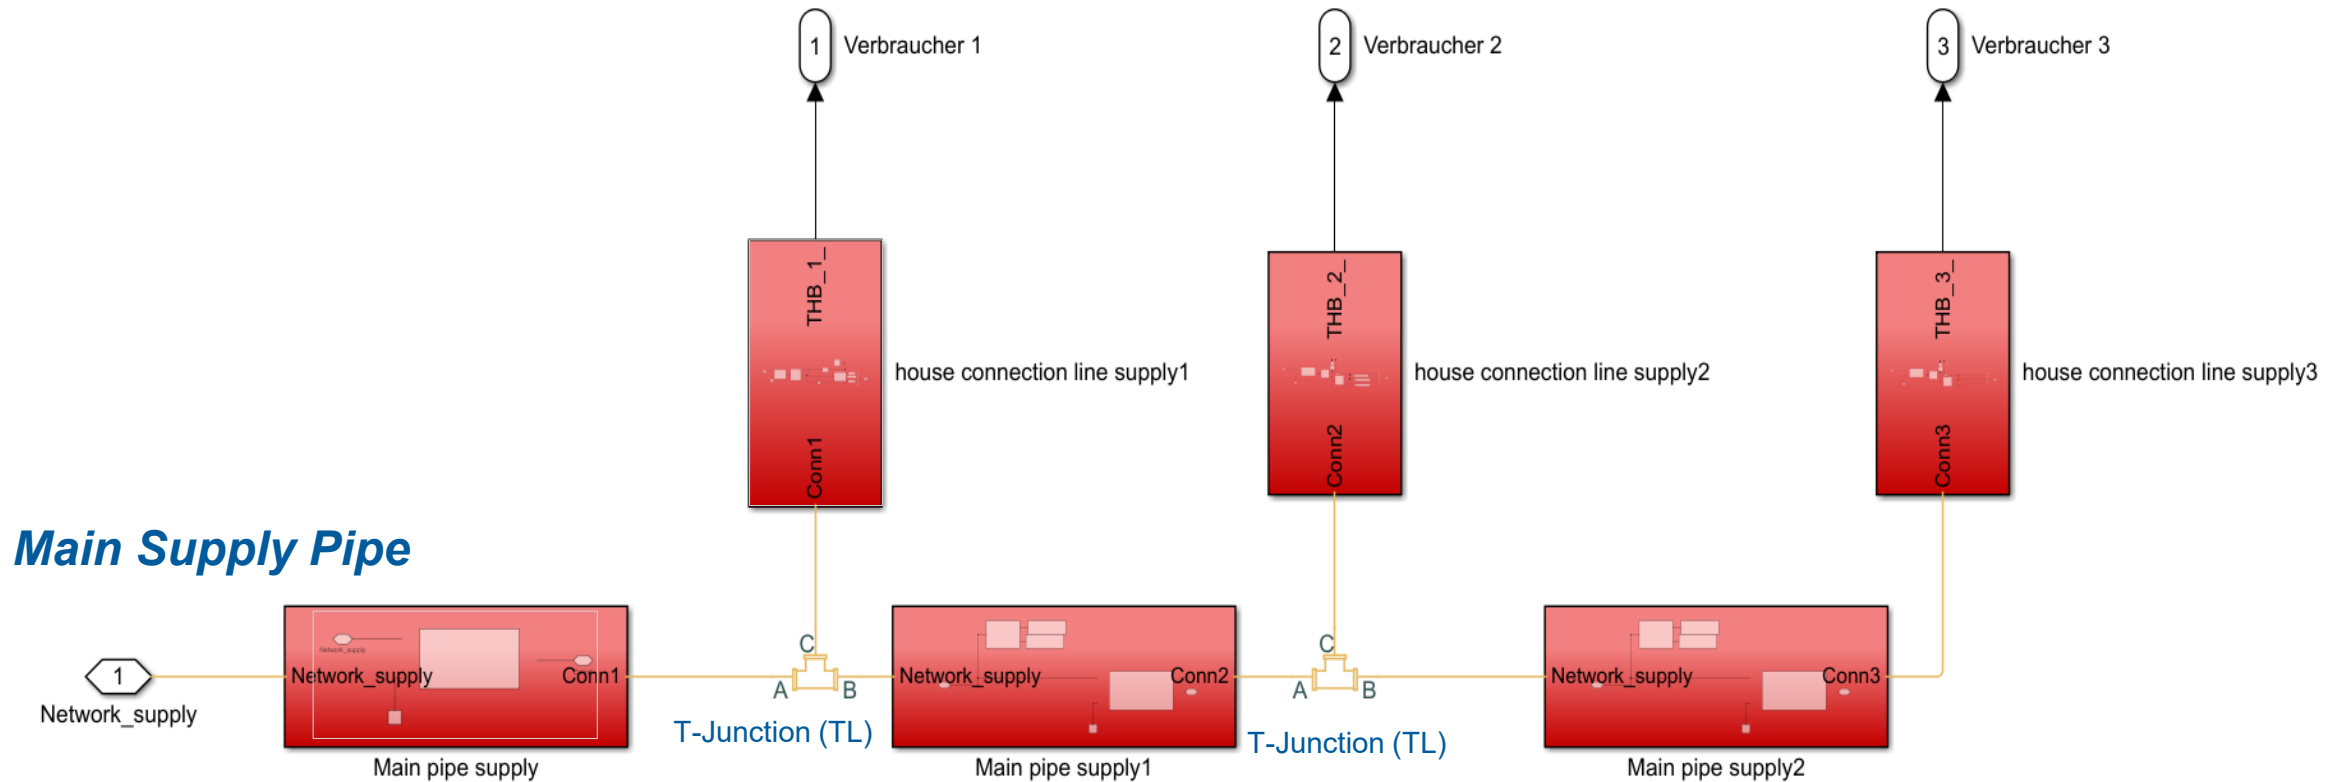 1 Verbraucher 1
2 Verbraucher 2
3 Verbraucher 3
THB_1_
THB_2_
THB_3_
house connection line supply1
house connection line supply2
house connection line supply3
Conn1
Conn2
Conn3
Main Supply Pipe
C
C
Network_supply
1
Network_supply
Conn1
A
B
Network_supply
Conn2
A
B
Network_supply
Conn3
Network_supply
T-Junction (TL)
T-Junction (TL)
Main pipe supply
Main pipe supply1
Main pipe supply2